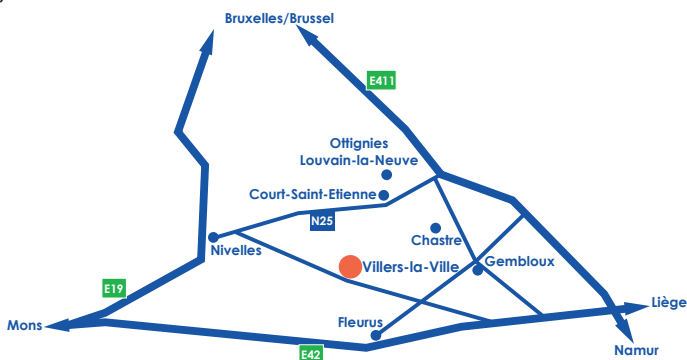 Bruxelles/Brussel
E411
Ottignies
Louvain-la-Neuve
Court-Saint-Etienne
N25
Chastre
Nivelles
Villers-la-Ville
Gembloux
E19
Liège
Mons
Fleurus
E42
Namur